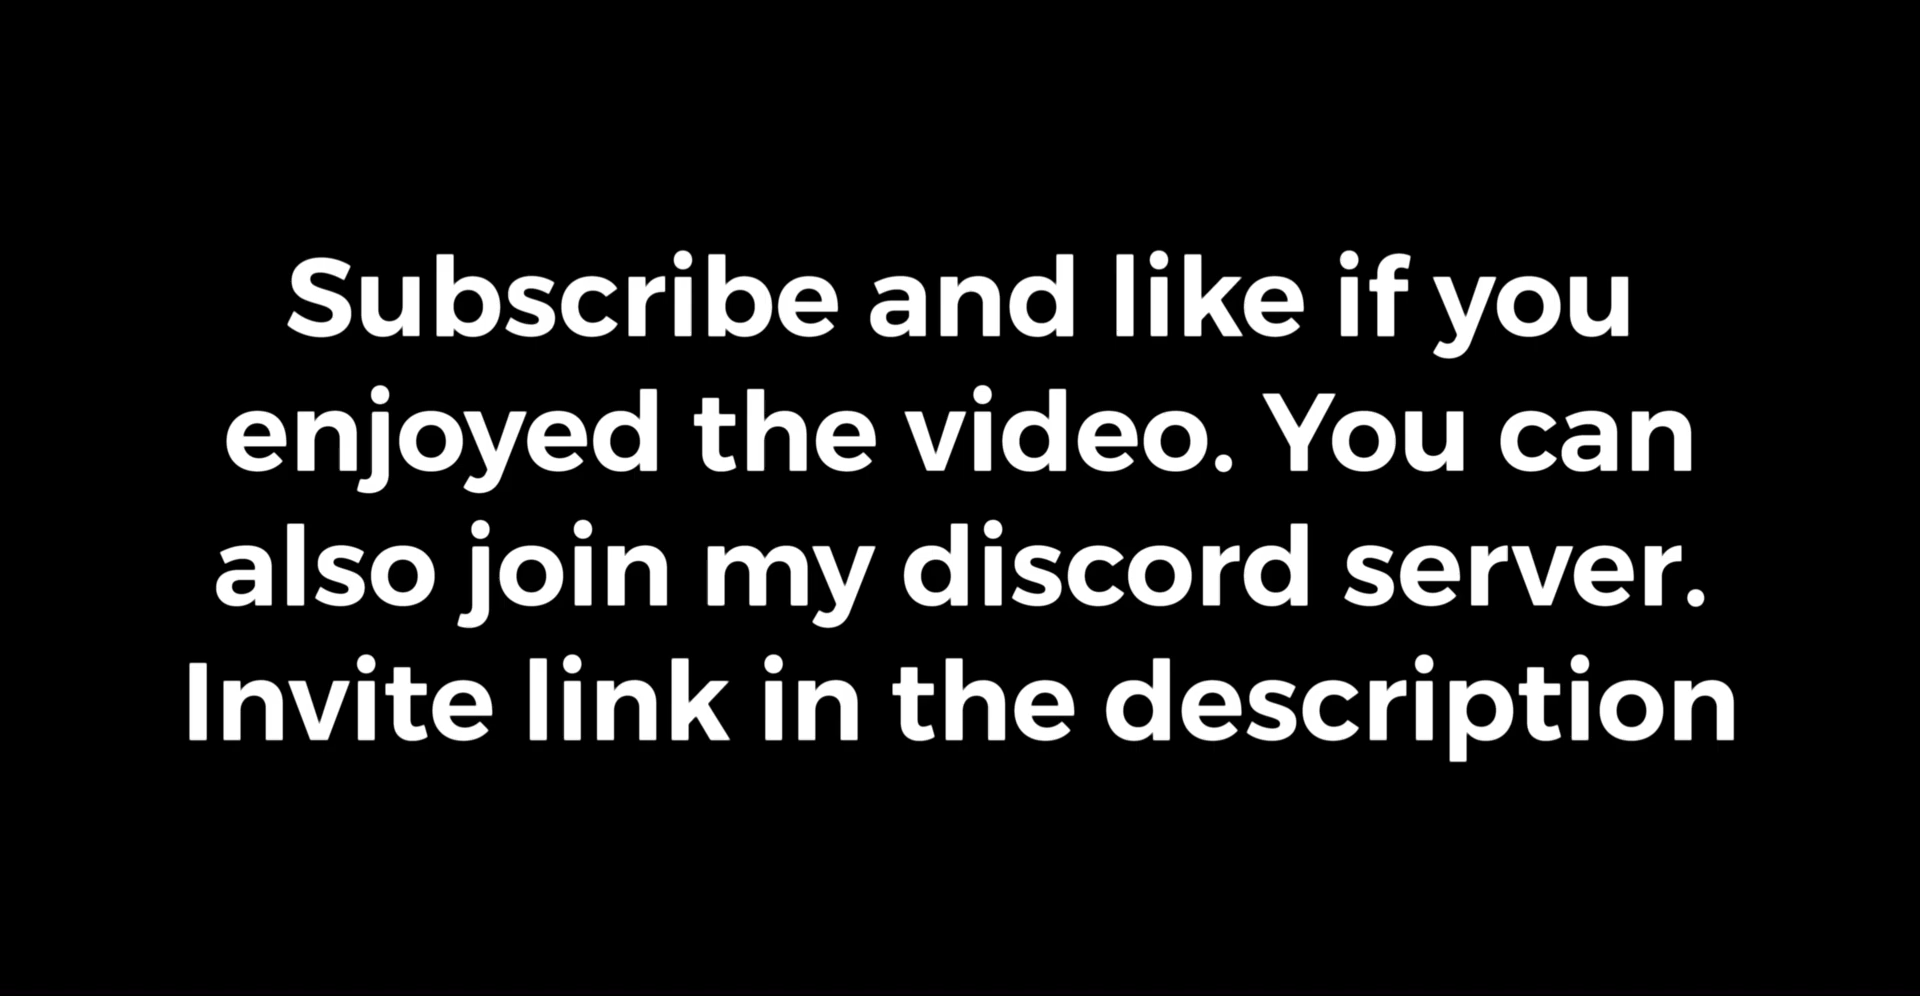 Subscribe and like if you
enjoyed the video. You can
also join my discord server.
Invite link in the description